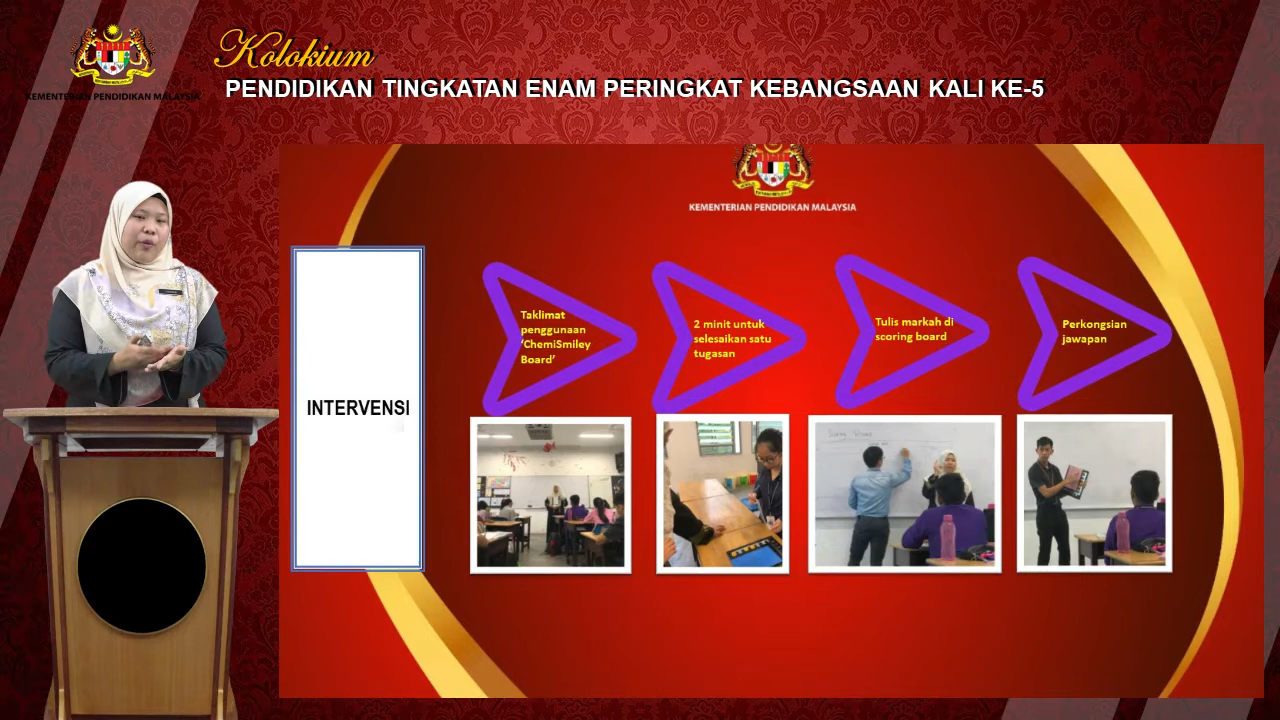 Kolokium
PENDIDIKAN TINGKATAN ENAM PERINGKAT KEBANGSAAN KALI KE-5
KEMENTERIAN PENDIDIKAN MALAYSIA
KEMENTERIAN PENDIDIKAN MALAYSIA
INTERVENSI
Taklimat
penggunaan
'ChemiSmiley
Board'
2 minit untuk
selesaikan satu
tugasan
Tulis markah di
scoring board
Perkongsian
jawapan